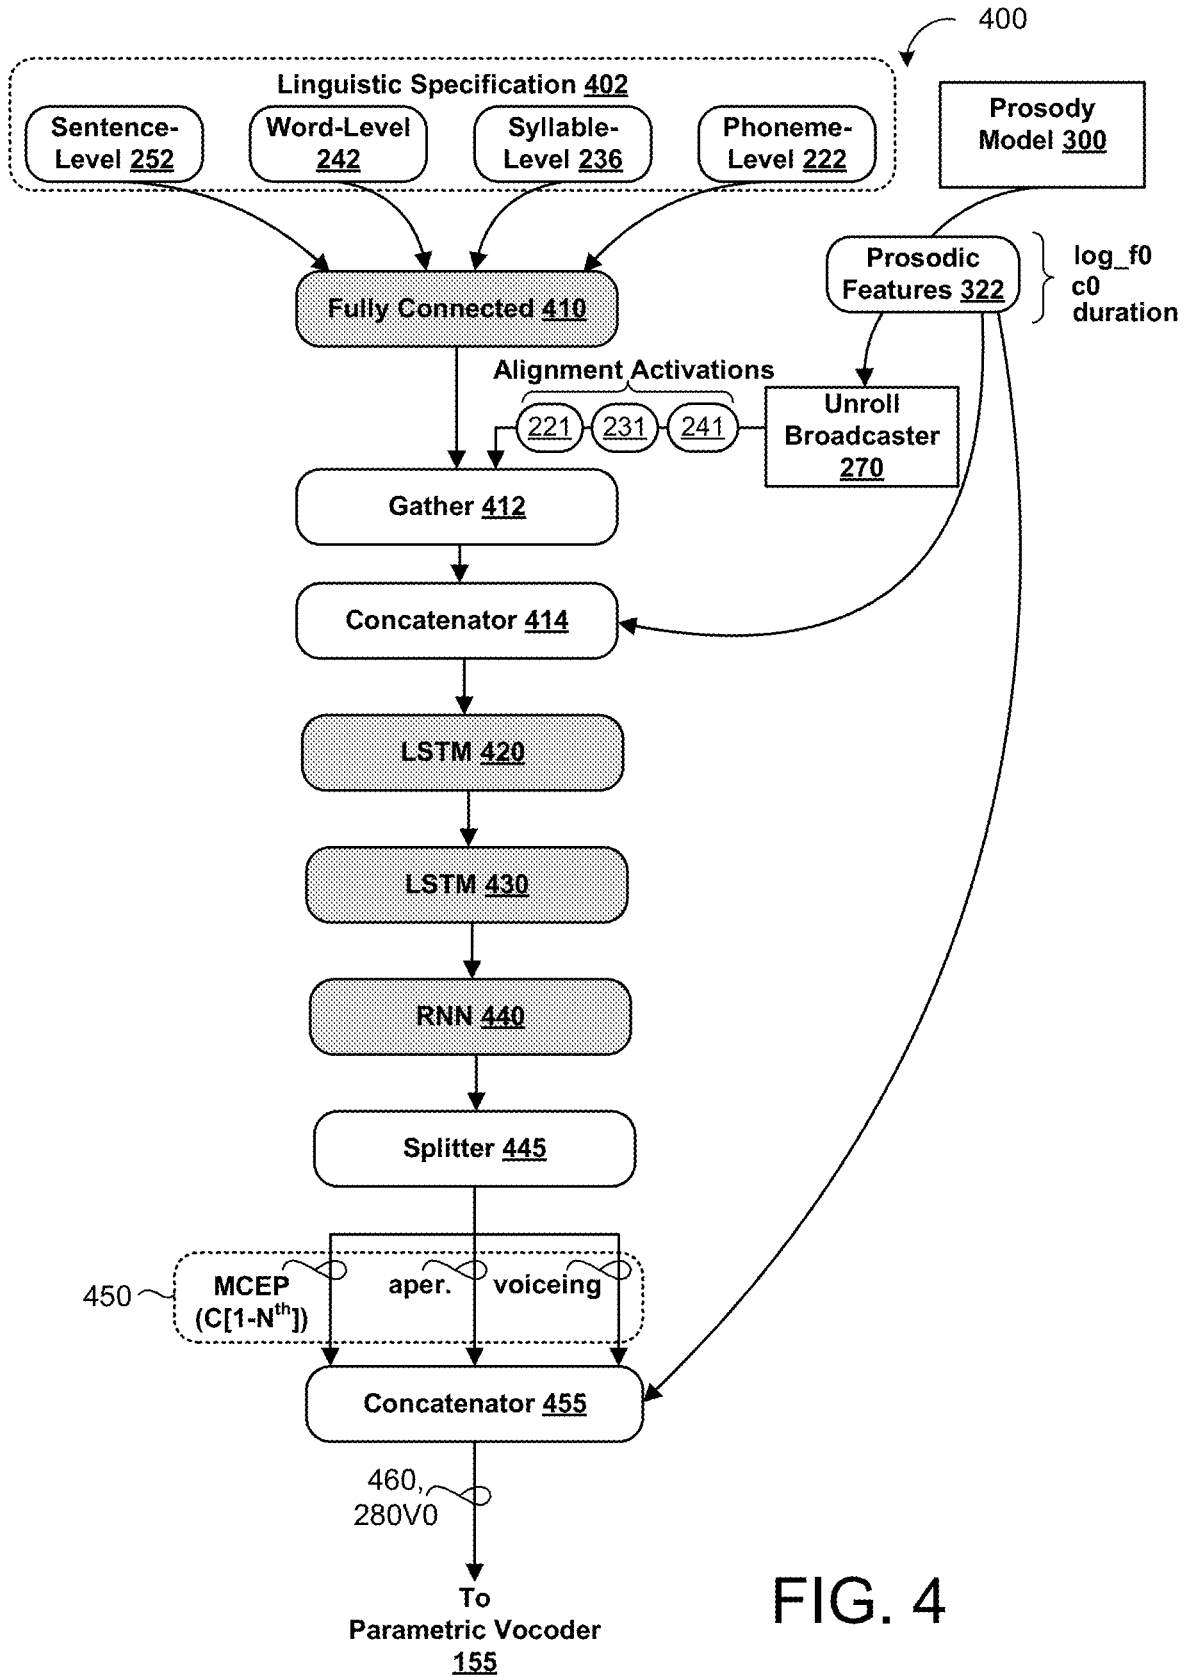 400
Linguistic Specification 402
Sentence-
Level 252
Word-Level
242
Syllable-
Level 236
Phoneme-
Level 222
Prosody
Model 300
Prosodic
Features 322
log_f0
c0
duration
Fully Connected 410
Alignment Activations
221
231
241
Unroll
Broadcaster
270
Gather 412
Concatenator 414
LSTM 420
LSTM 430
RNN 440
Splitter 445
450
MCEP
(C[1-Nth])
aper.
voiceing
Concatenator 455
460,
280V0
To
Parametric Vocoder
155
FIG. 4